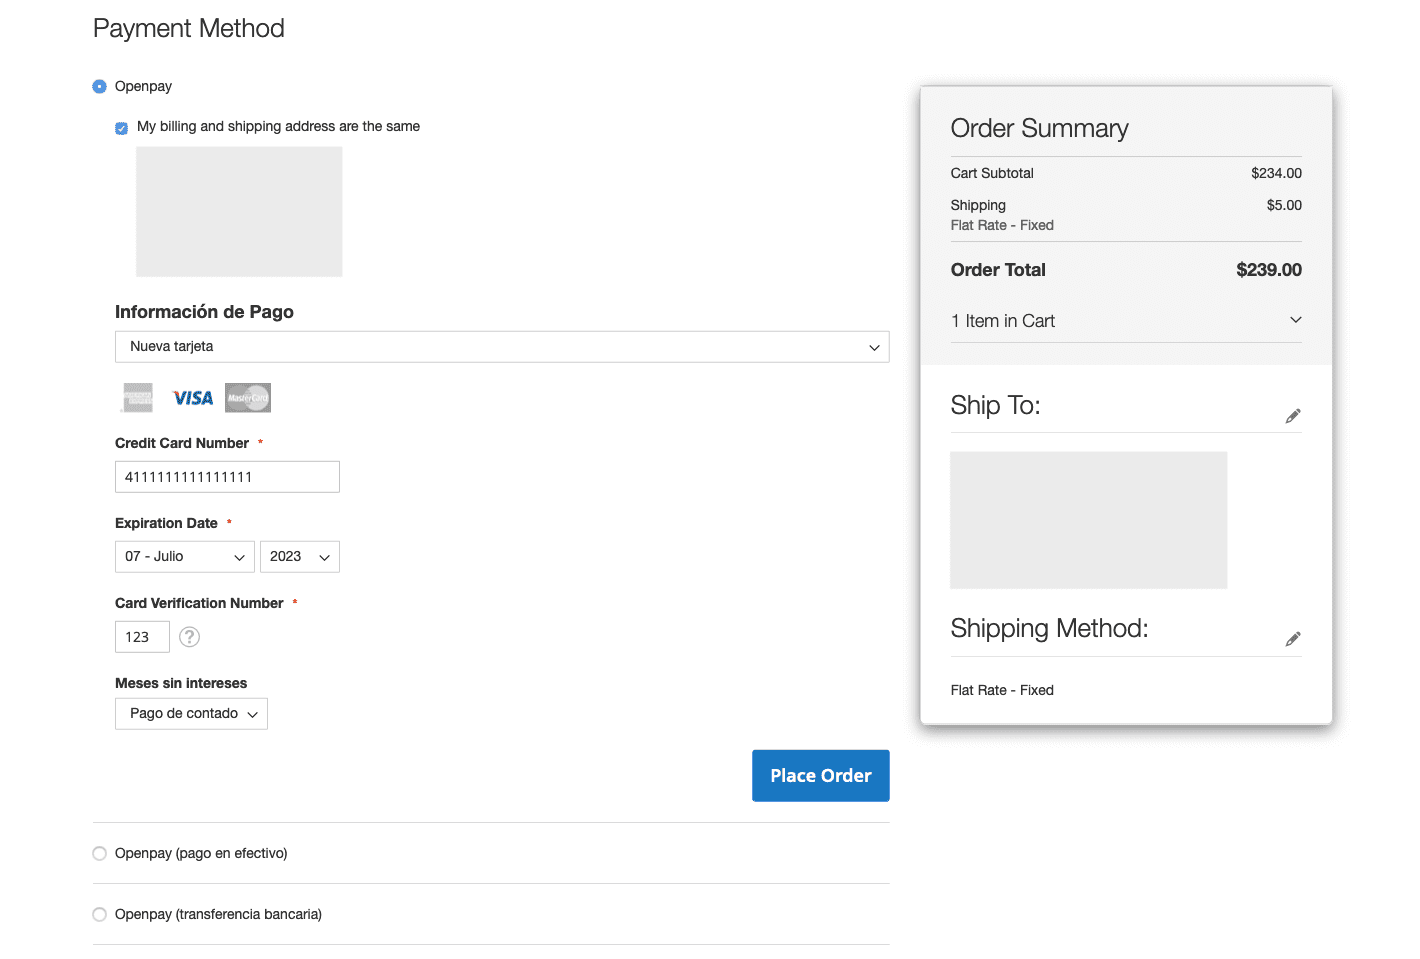 Payment Method
Openpay
My billing and shipping address are the same
Información de Pago
Nueva tarjeta
AMERICAN EXPRESS
VISA
MasterCard
Credit Card Number *
4111111111111111
Expiration Date *
07 - Julio
2023
Card Verification Number *
123
?
Meses sin intereses
Pago de contado
Place Order
Openpay (pago en efectivo)
Openpay (transferencia bancaria)
Order Summary
Cart Subtotal $234.00
Shipping $5.00
Flat Rate - Fixed
Order Total $239.00
1 Item in Cart
Ship To:
Shipping Method:
Flat Rate - Fixed